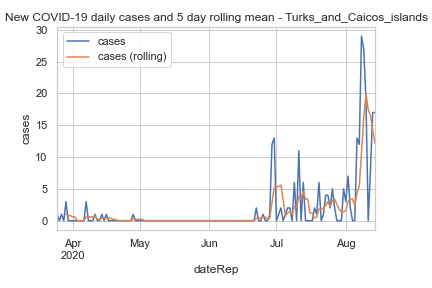 New COVID-19 daily cases and 5 day rolling mean - Turks_and_Caicos_islands
cases
cases (rolling)
30
25
20
15
10
5
0
cases
Apr
2020
May
Jun
Jul
Aug
dateRep